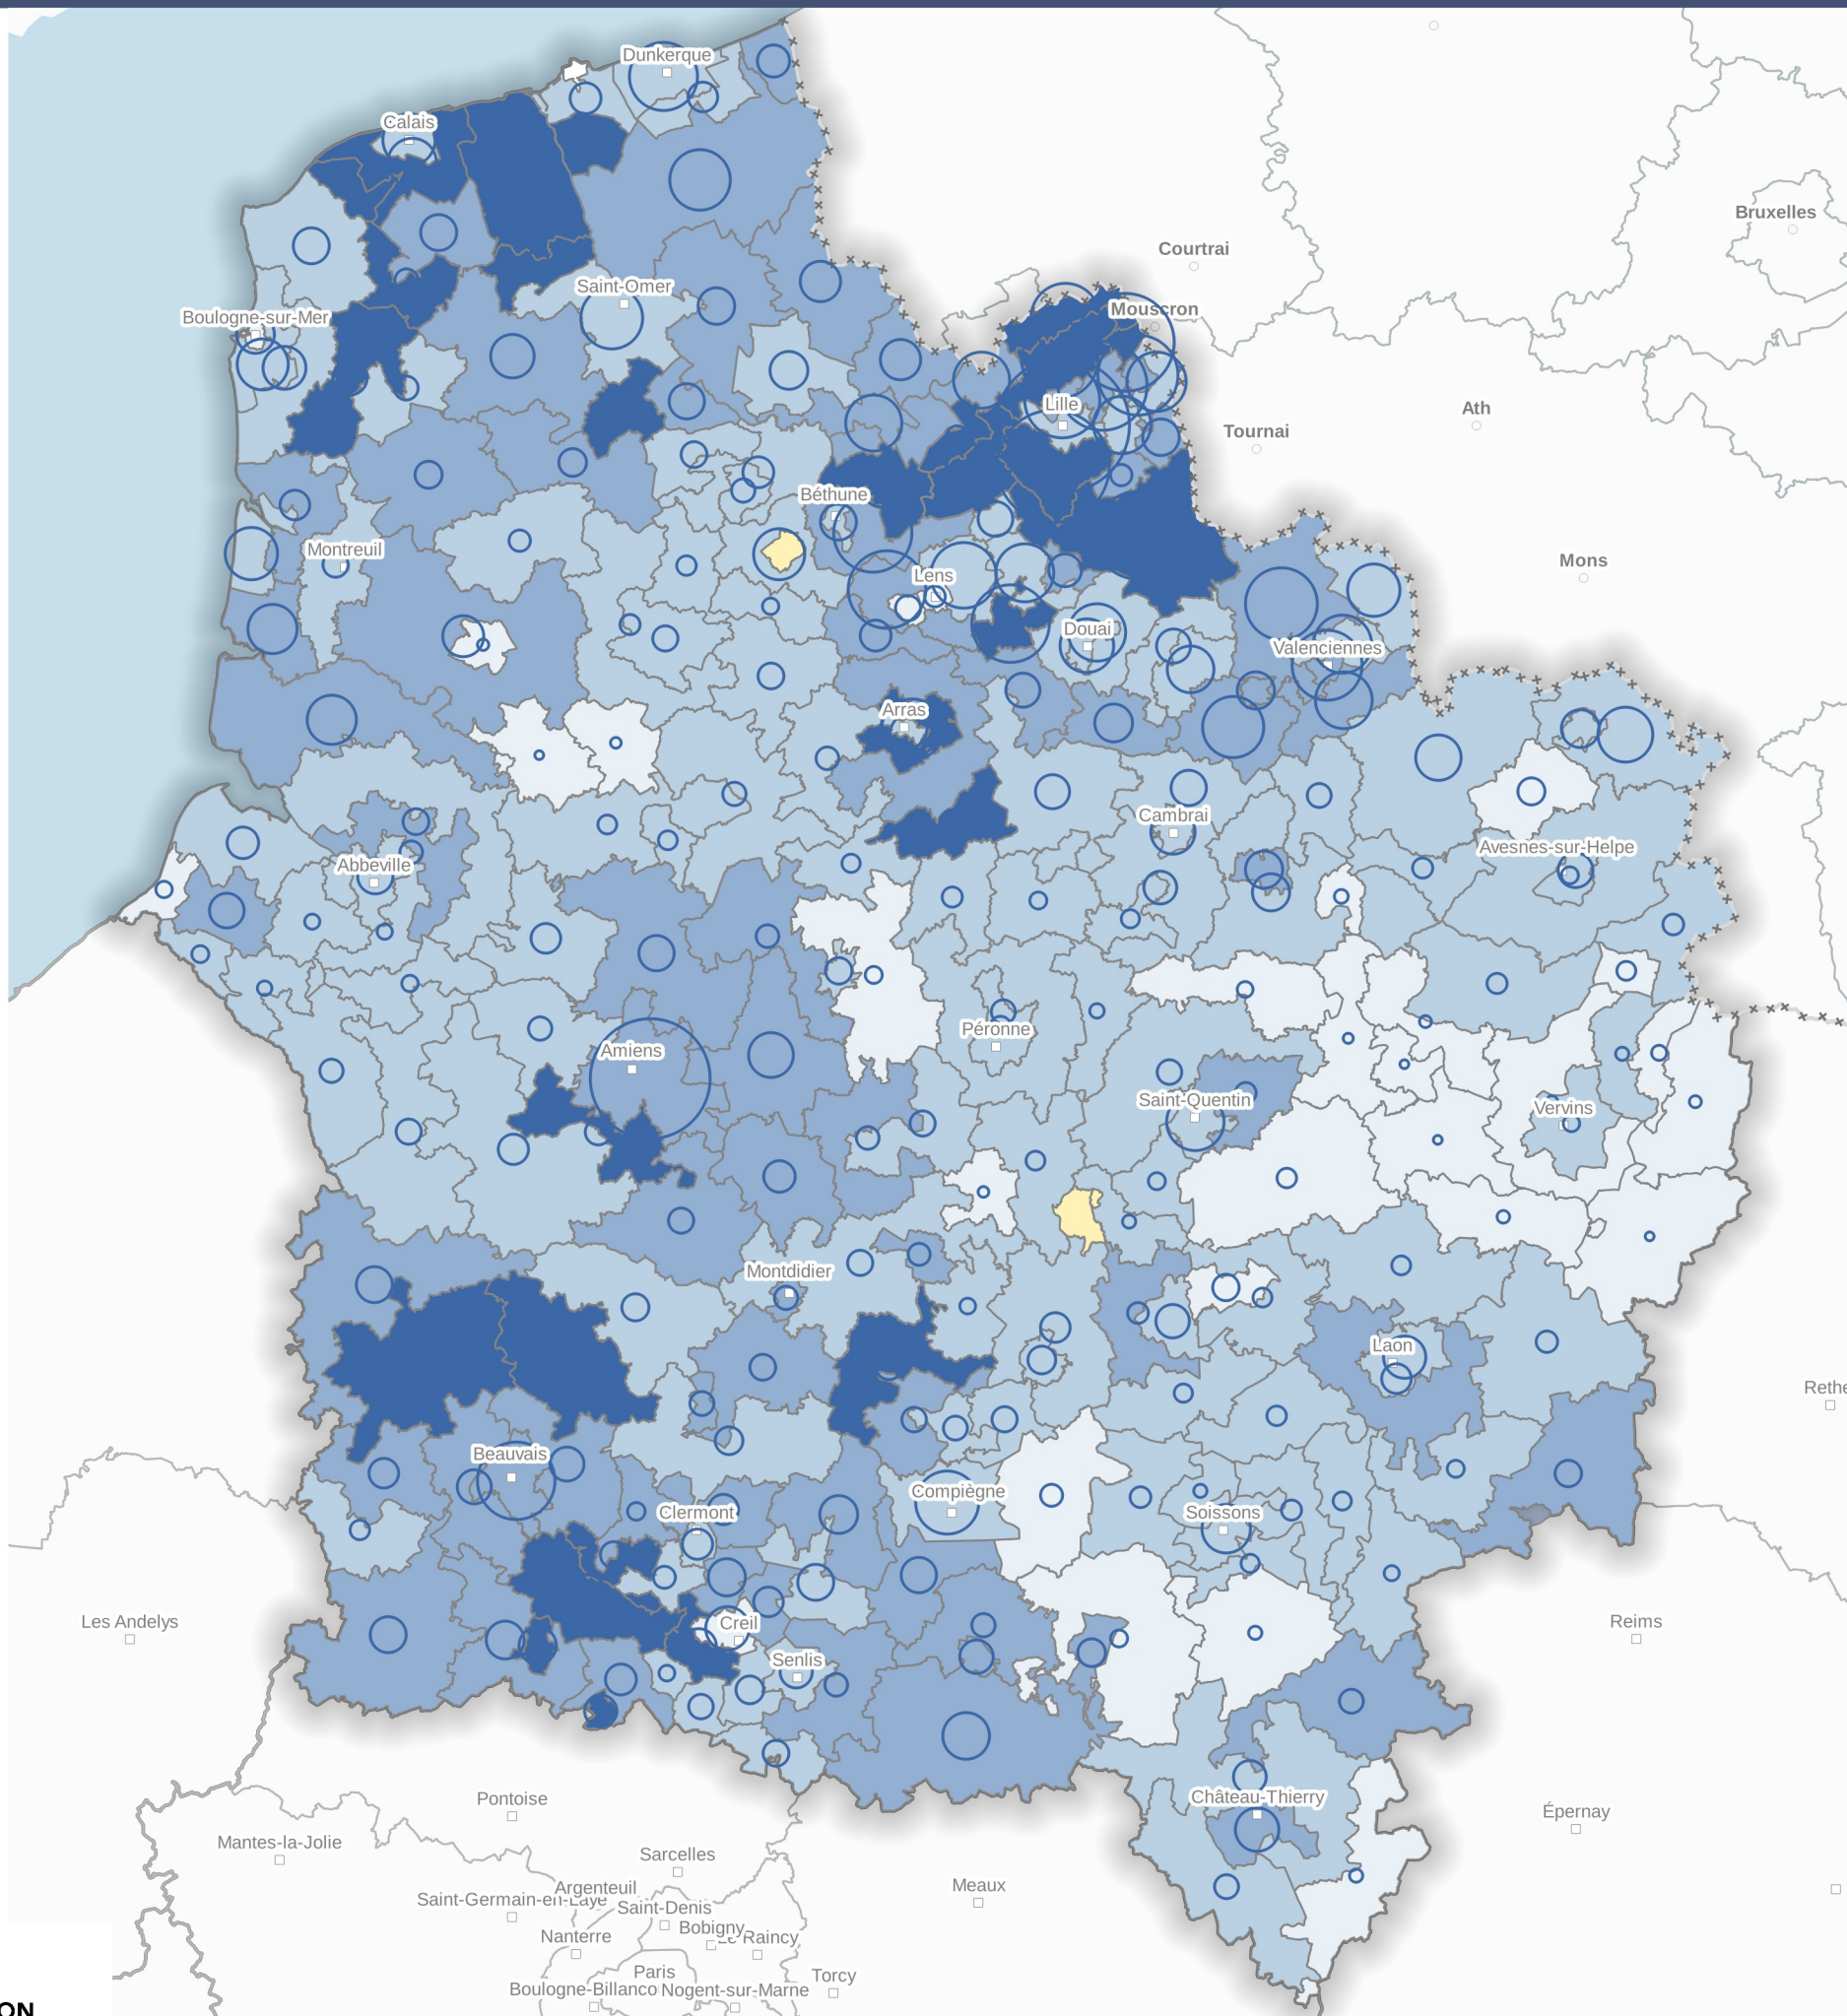 Dunkerque
Calais
Bruxelles
Courtrai
Saint-Omer
Mouscron
Boulogne-sur-Mer
Lille
Ath
Tournai
Béthune
Montreuil
Mons
Lens
Douai
Valenciennes
Arras
Cambrai
Avesnes-sur-Helpe
Abbeville
Péronne
Amiens
Saint-Quentin
Vervins
Montdidier
Laon
Rethe
Beauvais
Compiègne
Clermont
Soissons
Les Andelys
Creil
Reims
Senlis
Château-Thierry
Pontoise
Épernay
Mantes-la-Jolie
Sarcelles
Meaux
Argenteuil
Saint-Germain-en-Laye
Saint-Denis
Bobigny
Le Raincy
Nanterre
Paris
Torcy
Boulogne-Billanco
Nogent-sur-Marne
ON